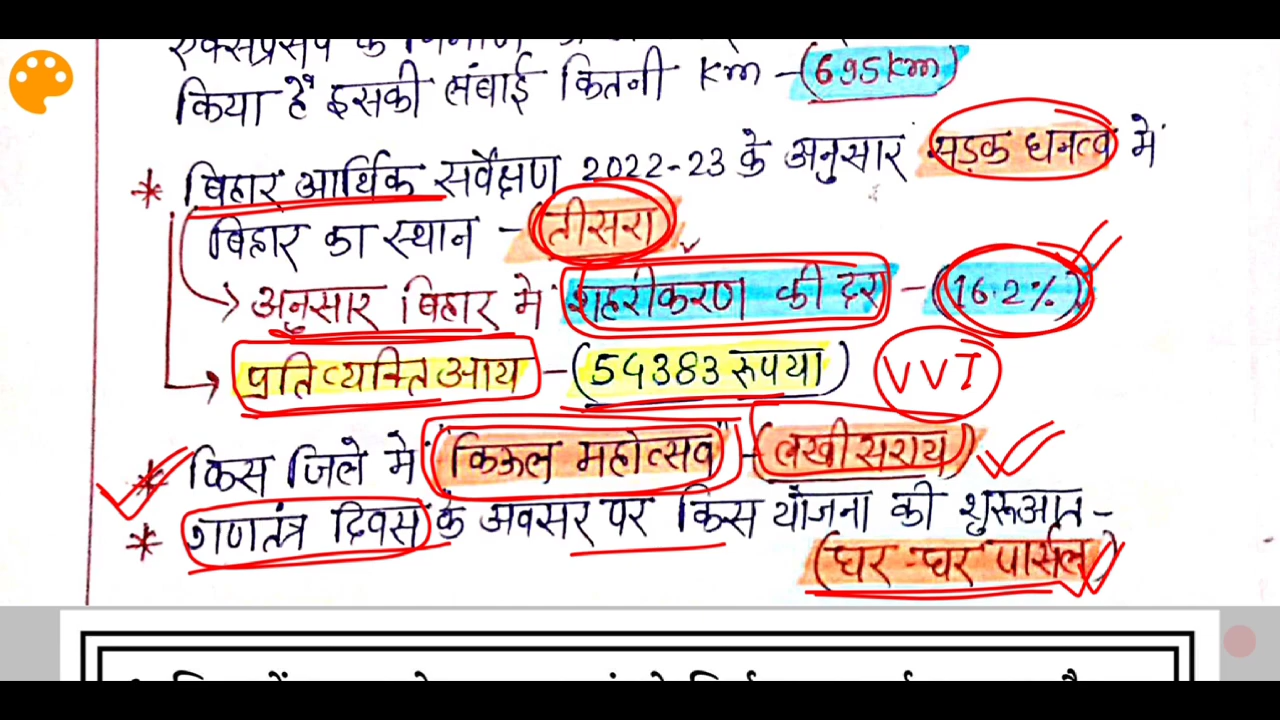 किया है इसकी लंबाई कितनी km - (695km)
* बिहार आर्थिक सर्वेक्षण 2022-23 के अनुसार सड़क घनत्व में
बिहार का स्थान - (तीसरा)
→ अनुसार बिहार में शहरीकरण की दर - (16.2%)
→ प्रति व्यक्ति आय - (54383 रुपया) VVI
* किस जिले में "किऊल महोत्सव" - (लखीसराय)
* गणतंत्र दिवस के अवसर पर किस योजना की शुरूआत -
(घर-घर पार्सल)